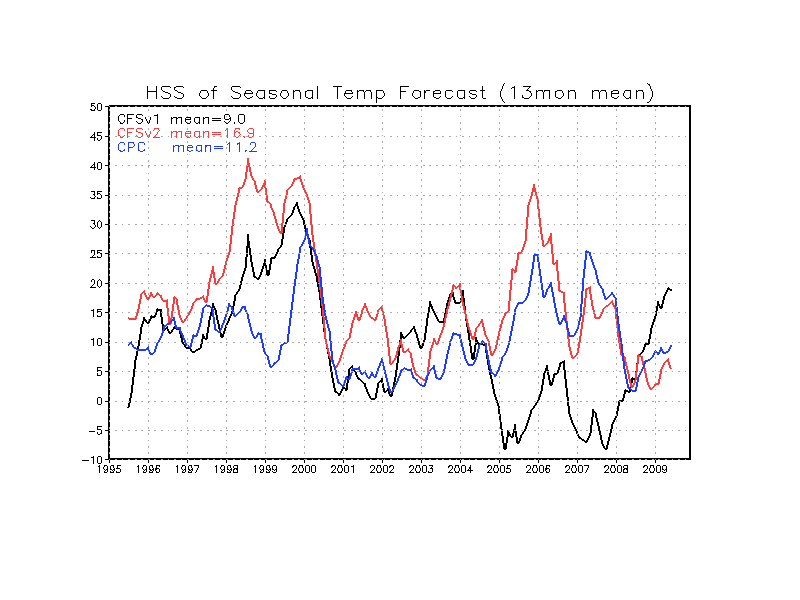 HSS of Seasonal Temp Forecast (13mon mean)
CFSv1 mean=9.0
CFSv2 mean=16.9
CPC mean=11.2
50
45
40
35
30
25
20
15
10
5
0
−5
−10
1995 1996 1997 1998 1999 2000 2001 2002 2003 2004 2005 2006 2007 2008 2009